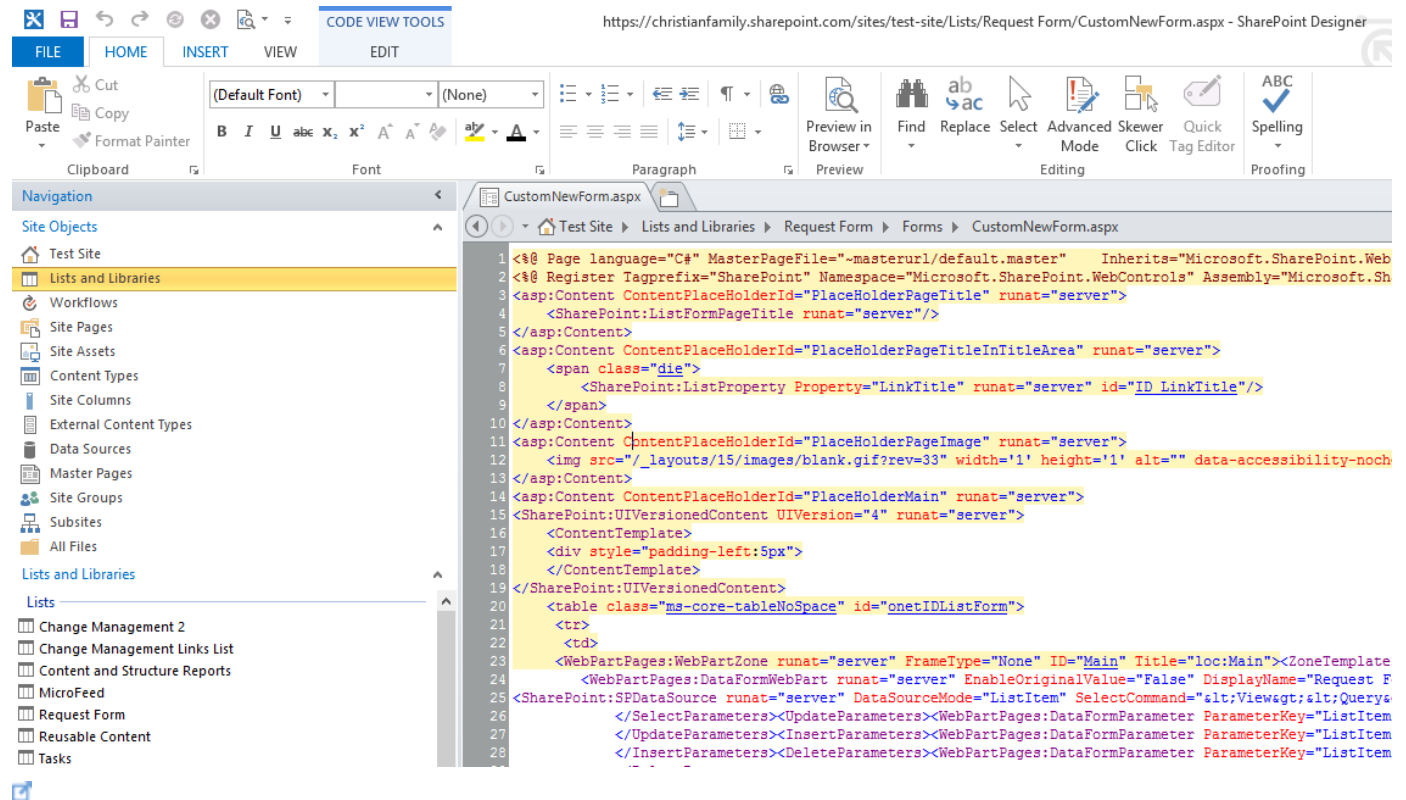 CODE VIEW TOOLS
https://christianfamily.sharepoint.com/sites/test-site/Lists/Request Form/CustomNewForm.aspx - SharePoint Designer
FILE HOME INSERT VIEW EDIT
Cut
Copy
Format Painter
Paste
(Default Font) (None)
B I U abc X₂ X² A A ab A
Preview in Browser
ab ac
Find Replace Select Advanced Mode Skewer Click Quick Tag Editor
ABC
Spelling
Clipboard Font Paragraph Preview Editing Proofing
Navigation
CustomNewForm.aspx
Site Objects
Test Site Lists and Libraries Request Form Forms CustomNewForm.aspx
Test Site
Lists and Libraries
Workflows
Site Pages
Site Assets
Content Types
Site Columns
External Content Types
Data Sources
Master Pages
Site Groups
Subsites
All Files
Lists and Libraries
Lists
Change Management 2
Change Management Links List
Content and Structure Reports
MicroFeed
Request Form
Reusable Content
Tasks
1 <%@ Page language="C#" MasterPageFile="~masterurl/default.master" Inherits="Microsoft.SharePoint.Web
2 <%@ Register Tagprefix="SharePoint" Namespace="Microsoft.SharePoint.WebControls" Assembly="Microsoft.Sh
3 <asp:Content ContentPlaceHolderId="PlaceHolderPageTitle" runat="server">
4 <SharePoint:ListFormPageTitle runat="server"/>
5 </asp:Content>
6 <asp:Content ContentPlaceHolderId="PlaceHolderPageTitleInTitleArea" runat="server">
7 <span class="die">
8 <SharePoint:ListProperty Property="LinkTitle" runat="server" id="ID_LinkTitle"/>
9 </span>
10 </asp:Content>
11 <asp:Content ContentPlaceHolderId="PlaceHolderPageImage" runat="server">
12 <img src="/_layouts/15/images/blank.gif?rev=33" width='1' height='1' alt="" data-accessibility-noch
13 </asp:Content>
14 <asp:Content ContentPlaceHolderId="PlaceHolderMain" runat="server">
15 <SharePoint:UIVersionedContent UIVersion="4" runat="server">
16 <ContentTemplate>
17 <div style="padding-left:5px">
18 </ContentTemplate>
19 </SharePoint:UIVersionedContent>
20 <table class="ms-core-tableNoSpace" id="onetIDListForm">
21 <tr>
22 <td>
23 <WebPartPages:WebPartZone runat="server" FrameType="None" ID="Main" Title="loc:Main"><ZoneTemplate
24 <WebPartPages:DataFormWebPart runat="server" EnableOriginalValue="False" DisplayName="Request F
25 <SharePoint:SPDataSource runat="server" DataSourceMode="ListItem" SelectCommand="&lt;View&gt;&lt;Query&
26 </SelectParameters><UpdateParameters><WebPartPages:DataFormParameter ParameterKey="ListItem
27 </UpdateParameters><InsertParameters><WebPartPages:DataFormParameter ParameterKey="ListItem
28 </InsertParameters><DeleteParameters><WebPartPages:DataFormParameter ParameterKey="ListItem